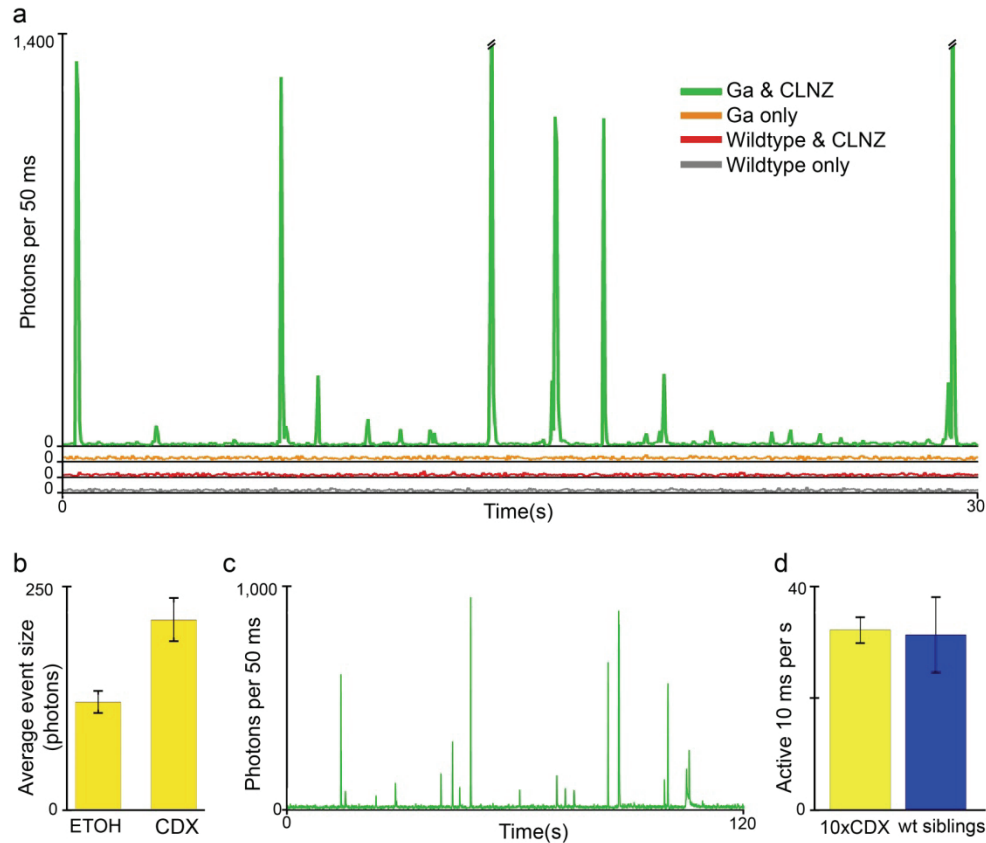 a
1,400
Photons per 50 ms
Ga & CLNZ
Ga only
Wildtype & CLNZ
Wildtype only
0
0
0
0
0
Time(s)
30
b
250
Average event size
(photons)
0
ETOH
CDX
c
1,000
Photons per 50 ms
0
0
Time(s)
120
d
40
Active 10 ms per s
0
10xCDX
wt siblings